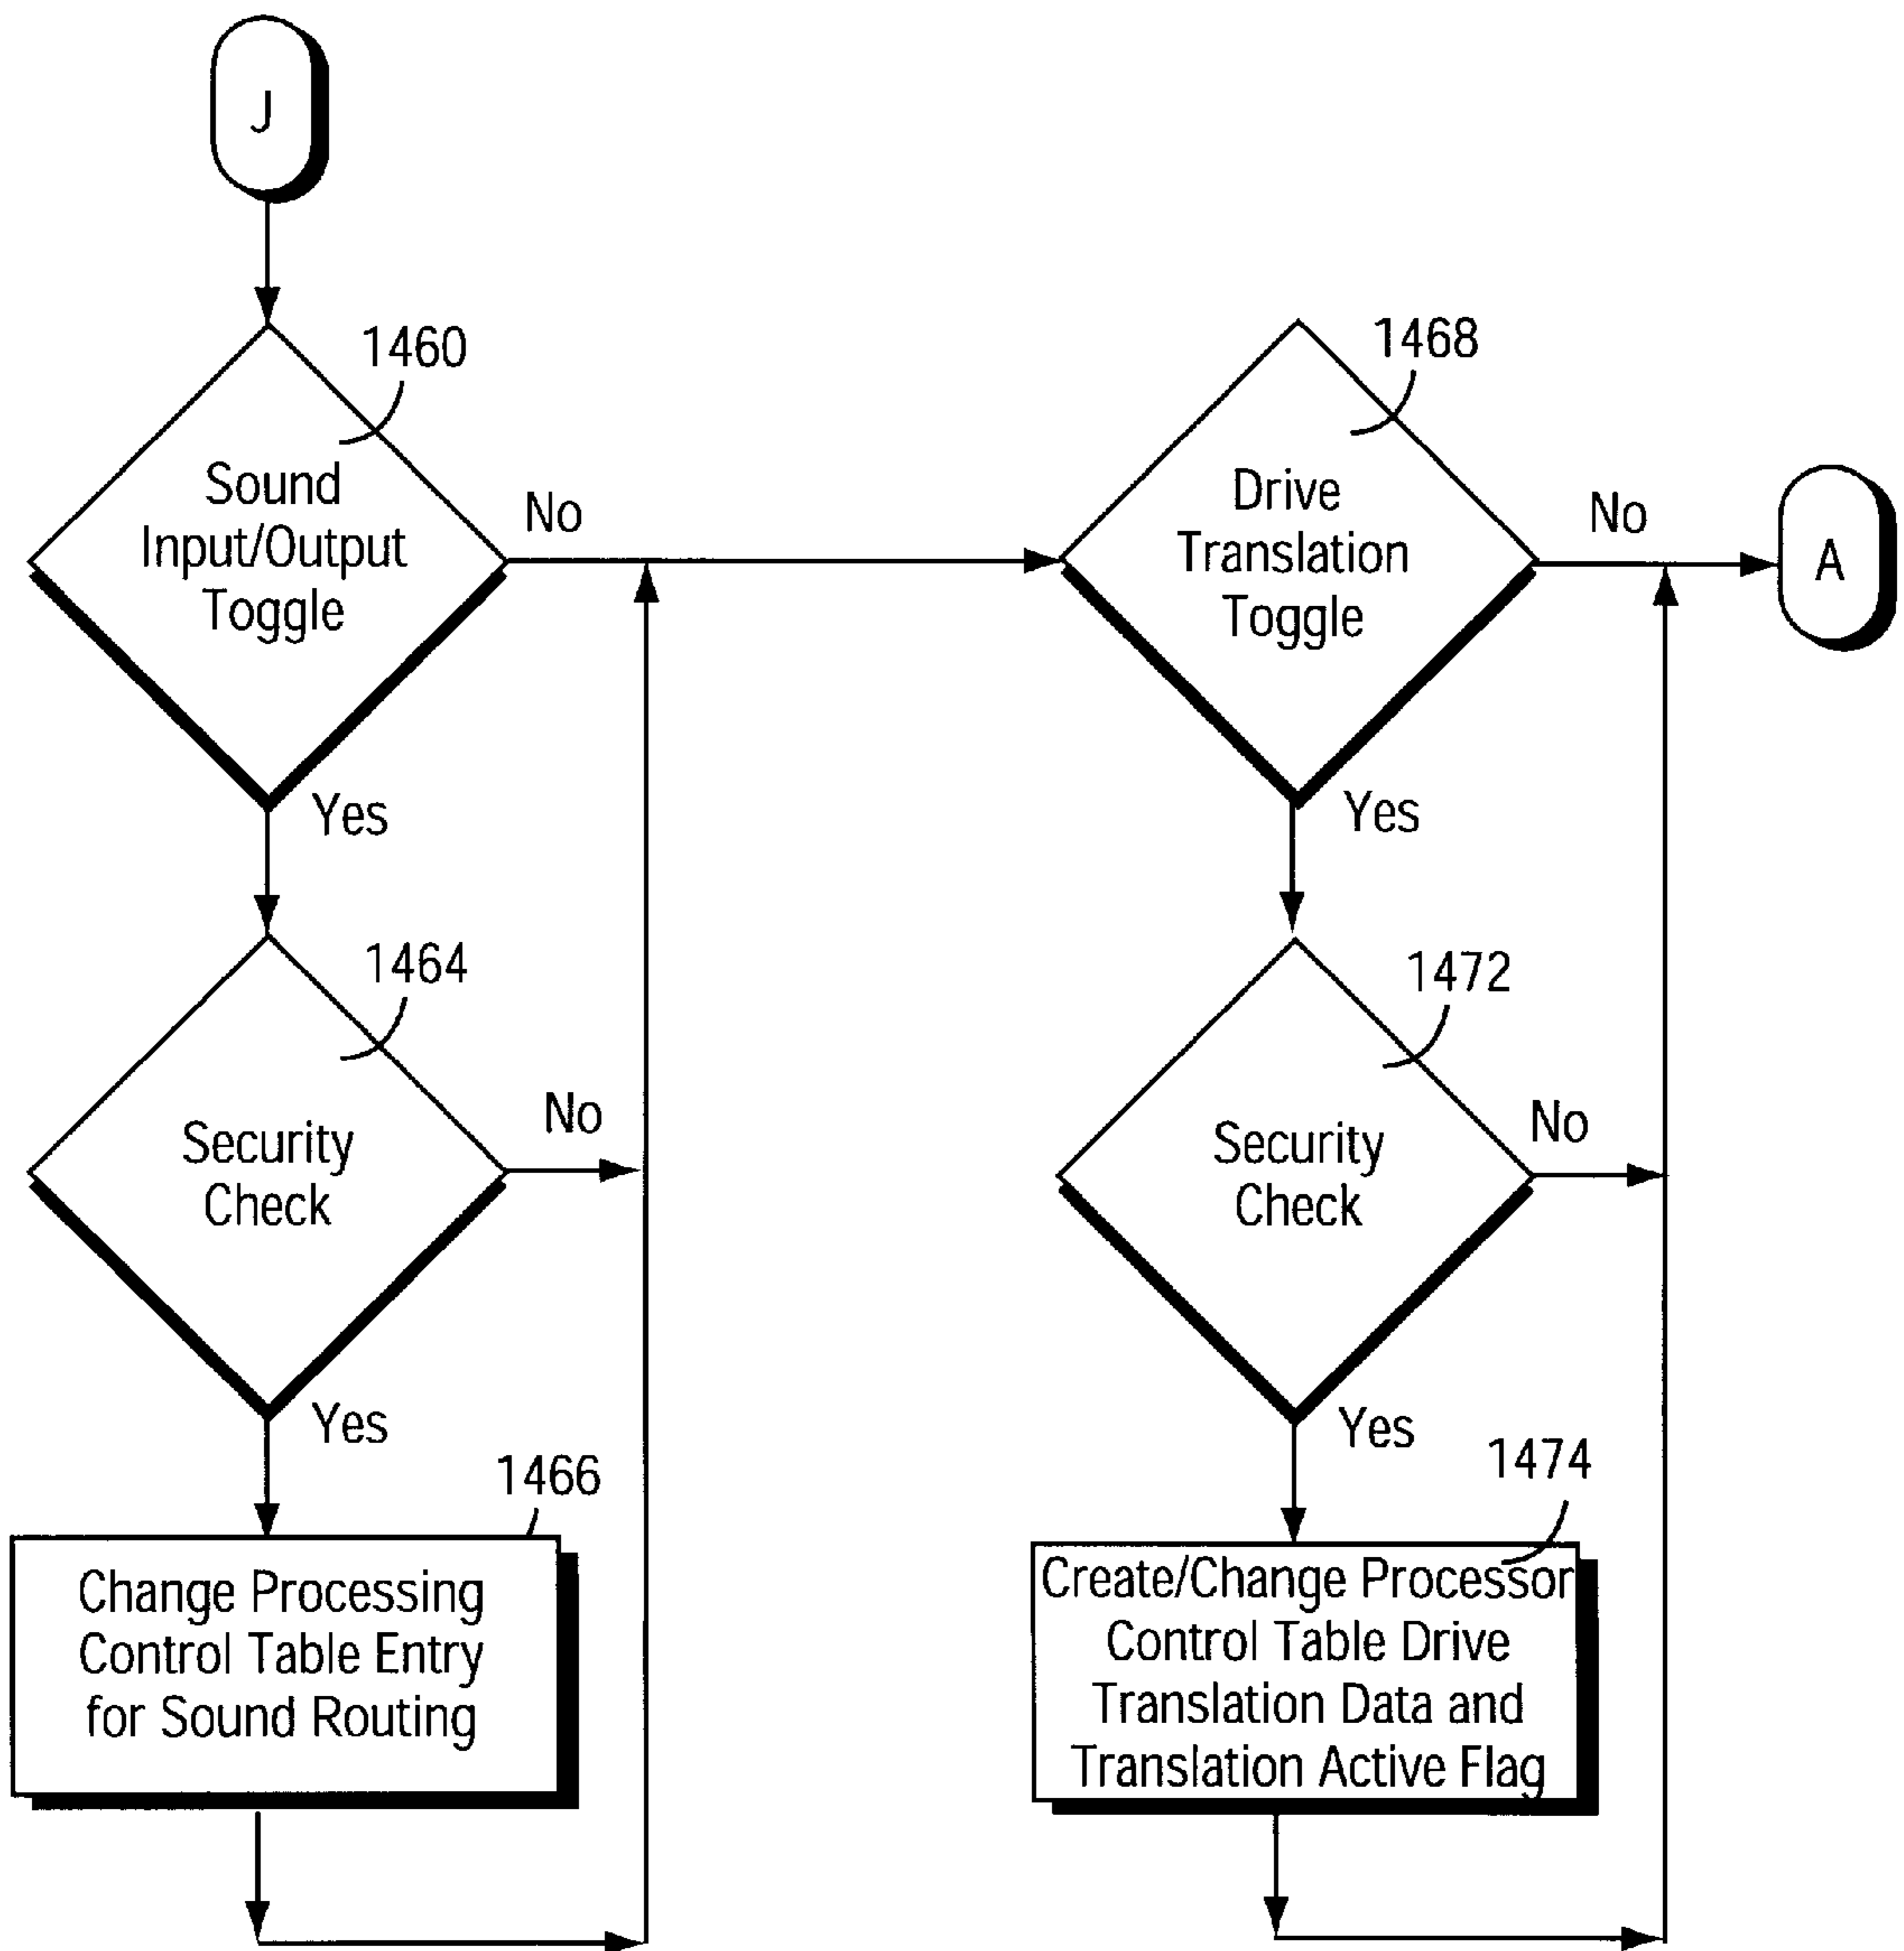 J
1460
Sound
Input/Output
Toggle
No
Yes
1464
Security
Check
No
Yes
1466
Change Processing
Control Table Entry
for Sound Routing
1468
Drive
Translation
Toggle
No
A
Yes
1472
Security
Check
No
Yes
1474
Create/Change Processor
Control Table Drive
Translation Data and
Translation Active Flag